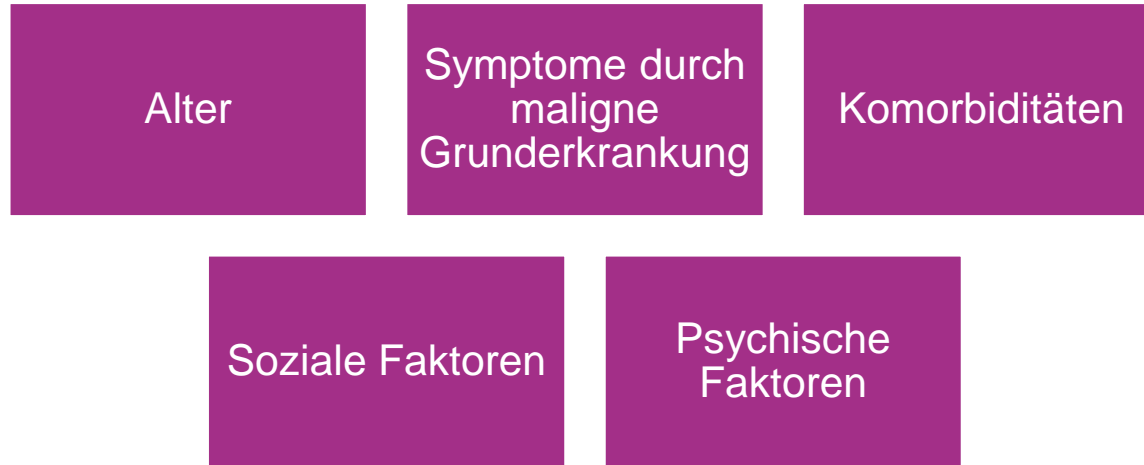 Alter
Symptome durch
maligne
Grunderkrankung
Komorbiditäten
Soziale Faktoren
Psychische
Faktoren